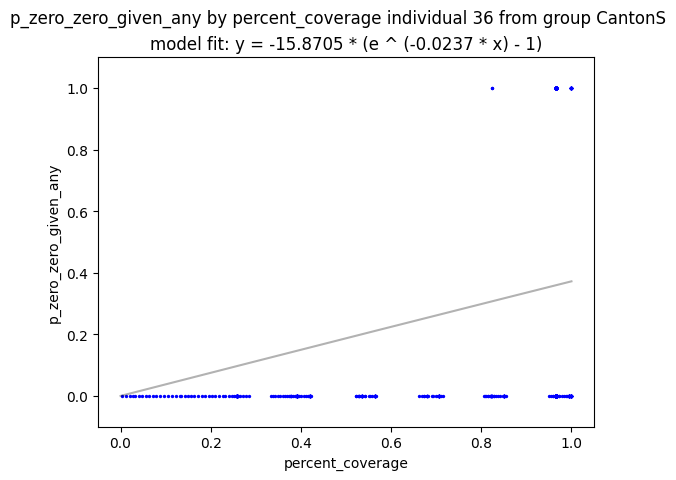 p_zero_zero_given_any by percent_coverage individual 36 from group CantonS
model fit: y = -15.8705 * (e ^ (-0.0237 * x) - 1)
1.0
0.8
0.6
0.4
0.2
0.0
p_zero_zero_given_any
0.0 0.2 0.4 0.6 0.8 1.0
percent_coverage